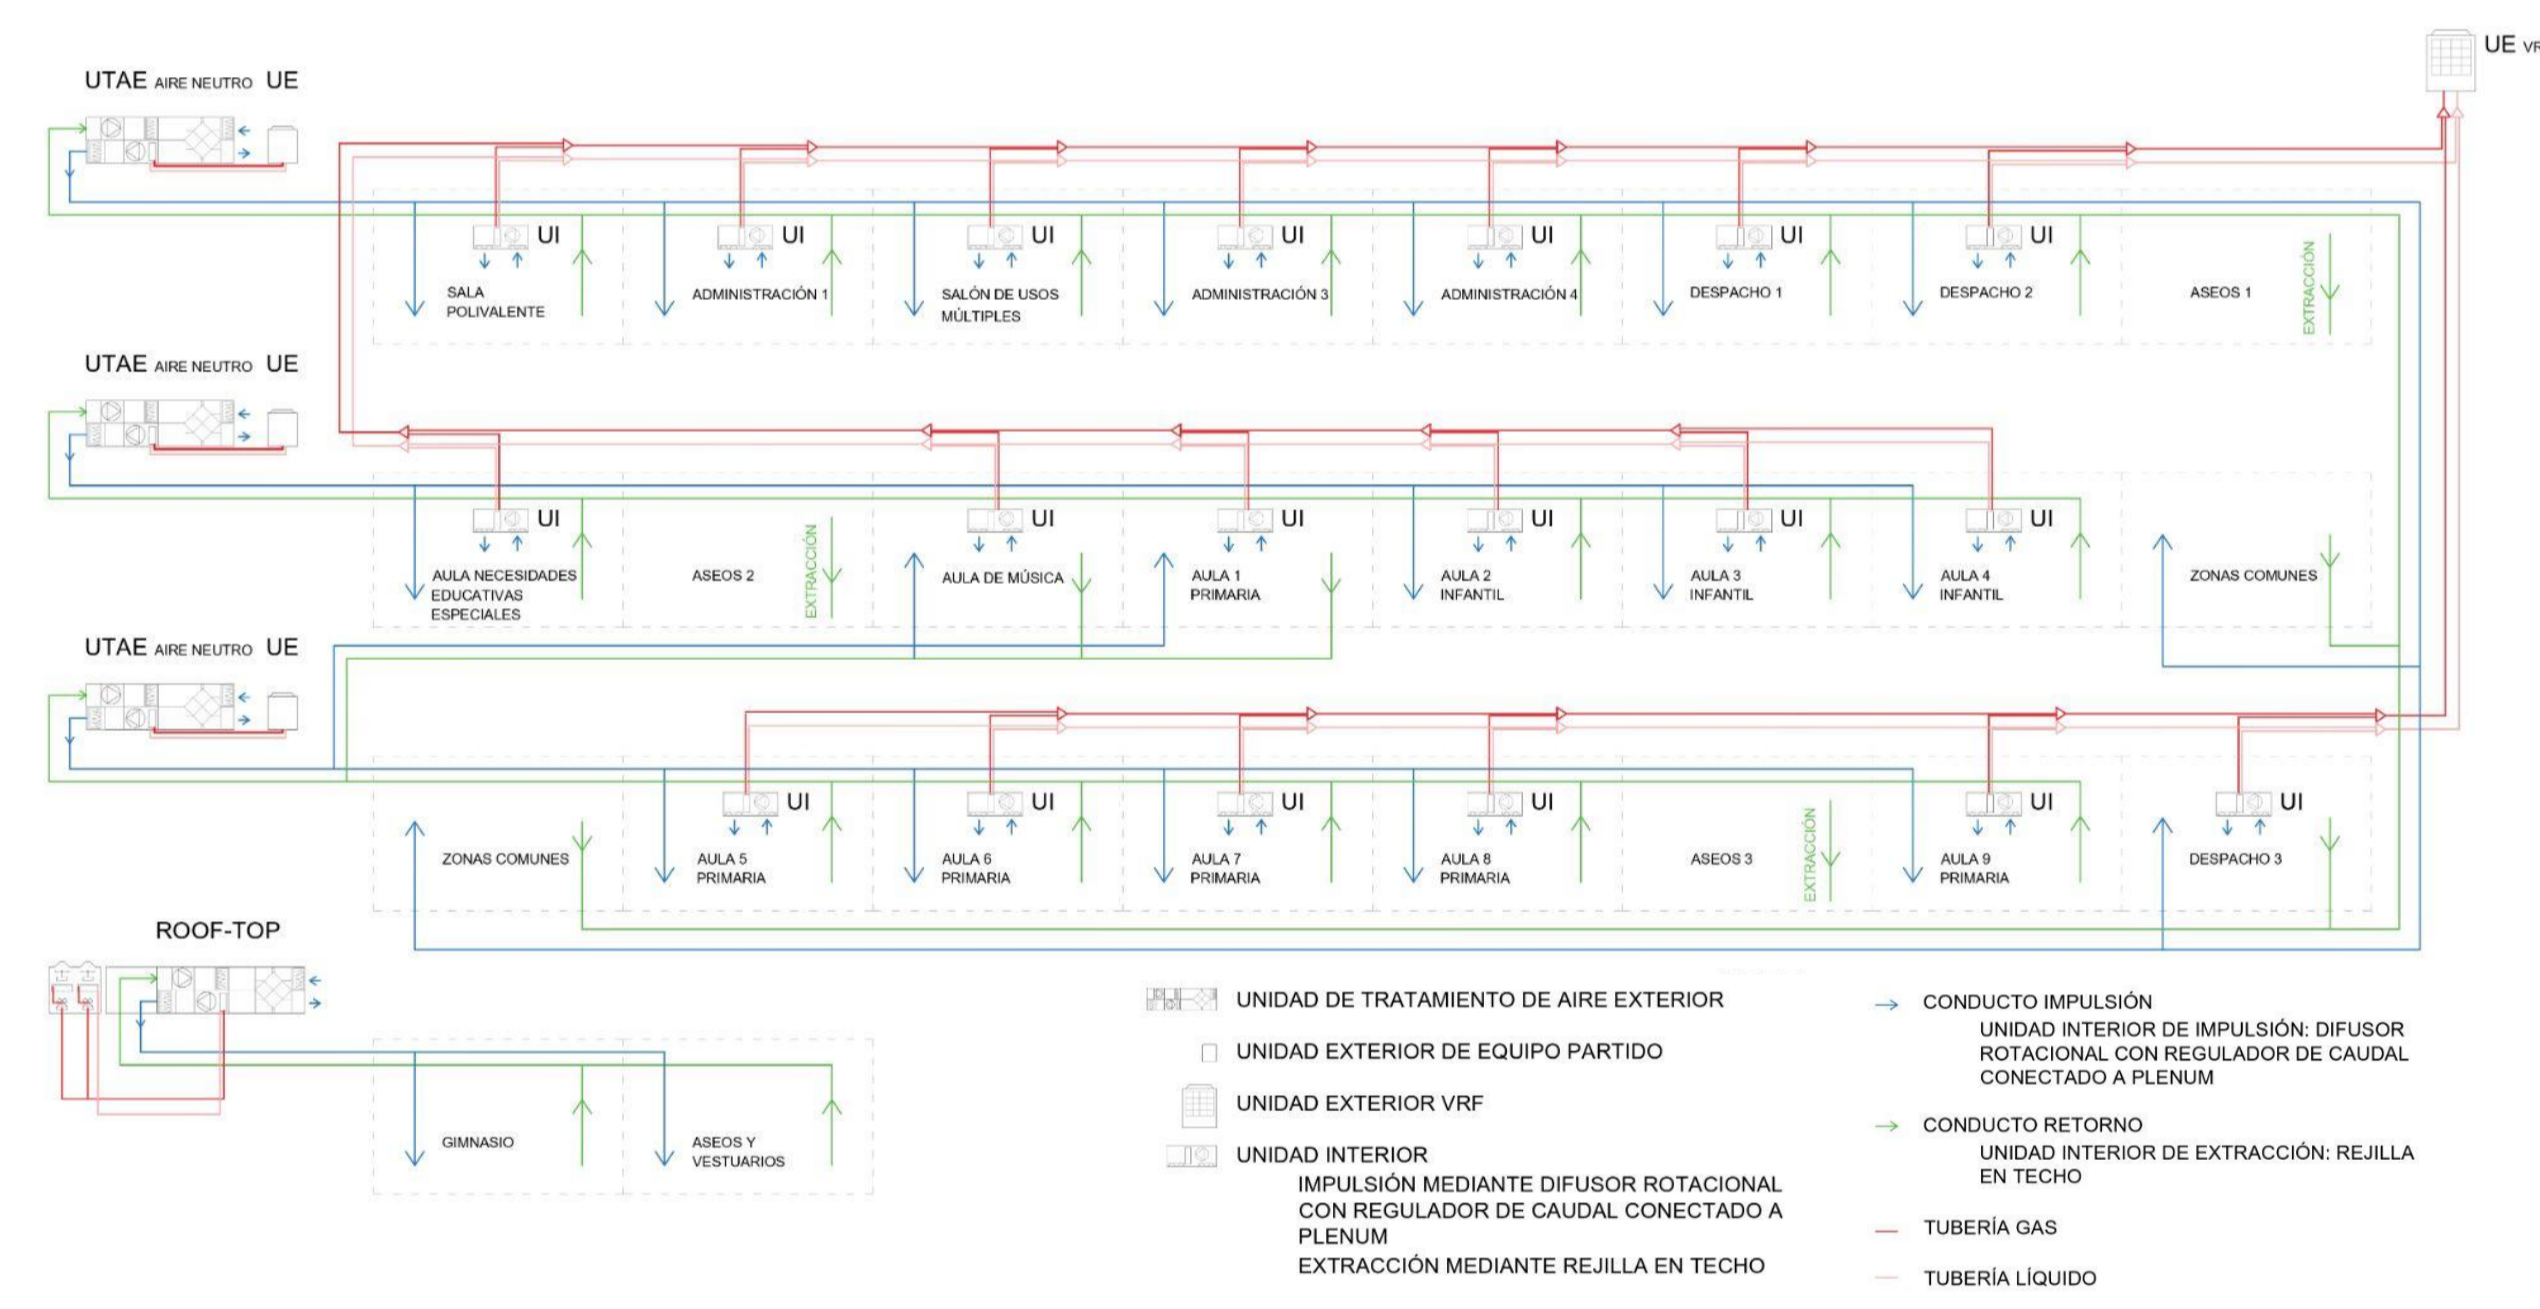 UE VR
UTAE AIRE NEUTRO UE
UI
UI
UI
UI
UI
UI
UI
SALA
POLIVALENTE
ADMINISTRACIÓN 1
SALÓN DE USOS
MÚLTIPLES
ADMINISTRACIÓN 3
ADMINISTRACIÓN 4
DESPACHO 1
DESPACHO 2
ASEOS 1
EXTRACCIÓN
UTAE AIRE NEUTRO UE
UI
UI
UI
UI
UI
UI
AULA NECESIDADES
EDUCATIVAS
ESPECIALES
ASEOS 2
EXTRACCIÓN
AULA DE MÚSICA
AULA 1
PRIMARIA
AULA 2
INFANTIL
AULA 3
INFANTIL
AULA 4
INFANTIL
ZONAS COMUNES
UTAE AIRE NEUTRO UE
UI
UI
UI
UI
UI
UI
ZONAS COMUNES
AULA 5
PRIMARIA
AULA 6
PRIMARIA
AULA 7
PRIMARIA
AULA 8
PRIMARIA
ASEOS 3
EXTRACCIÓN
AULA 9
PRIMARIA
DESPACHO 3
ROOF-TOP
GIMNASIO
ASEOS Y
VESTUARIOS
UNIDAD DE TRATAMIENTO DE AIRE EXTERIOR
UNIDAD EXTERIOR DE EQUIPO PARTIDO
UNIDAD EXTERIOR VRF
UNIDAD INTERIOR
IMPULSIÓN MEDIANTE DIFUSOR ROTACIONAL
CON REGULADOR DE CAUDAL CONECTADO A
PLENUM
EXTRACCIÓN MEDIANTE REJILLA EN TECHO
CONDUCTO IMPULSIÓN
UNIDAD INTERIOR DE IMPULSIÓN: DIFUSOR
ROTACIONAL CON REGULADOR DE CAUDAL
CONECTADO A PLENUM
CONDUCTO RETORNO
UNIDAD INTERIOR DE EXTRACCIÓN: REJILLA
EN TECHO
TUBERÍA GAS
TUBERÍA LÍQUIDO